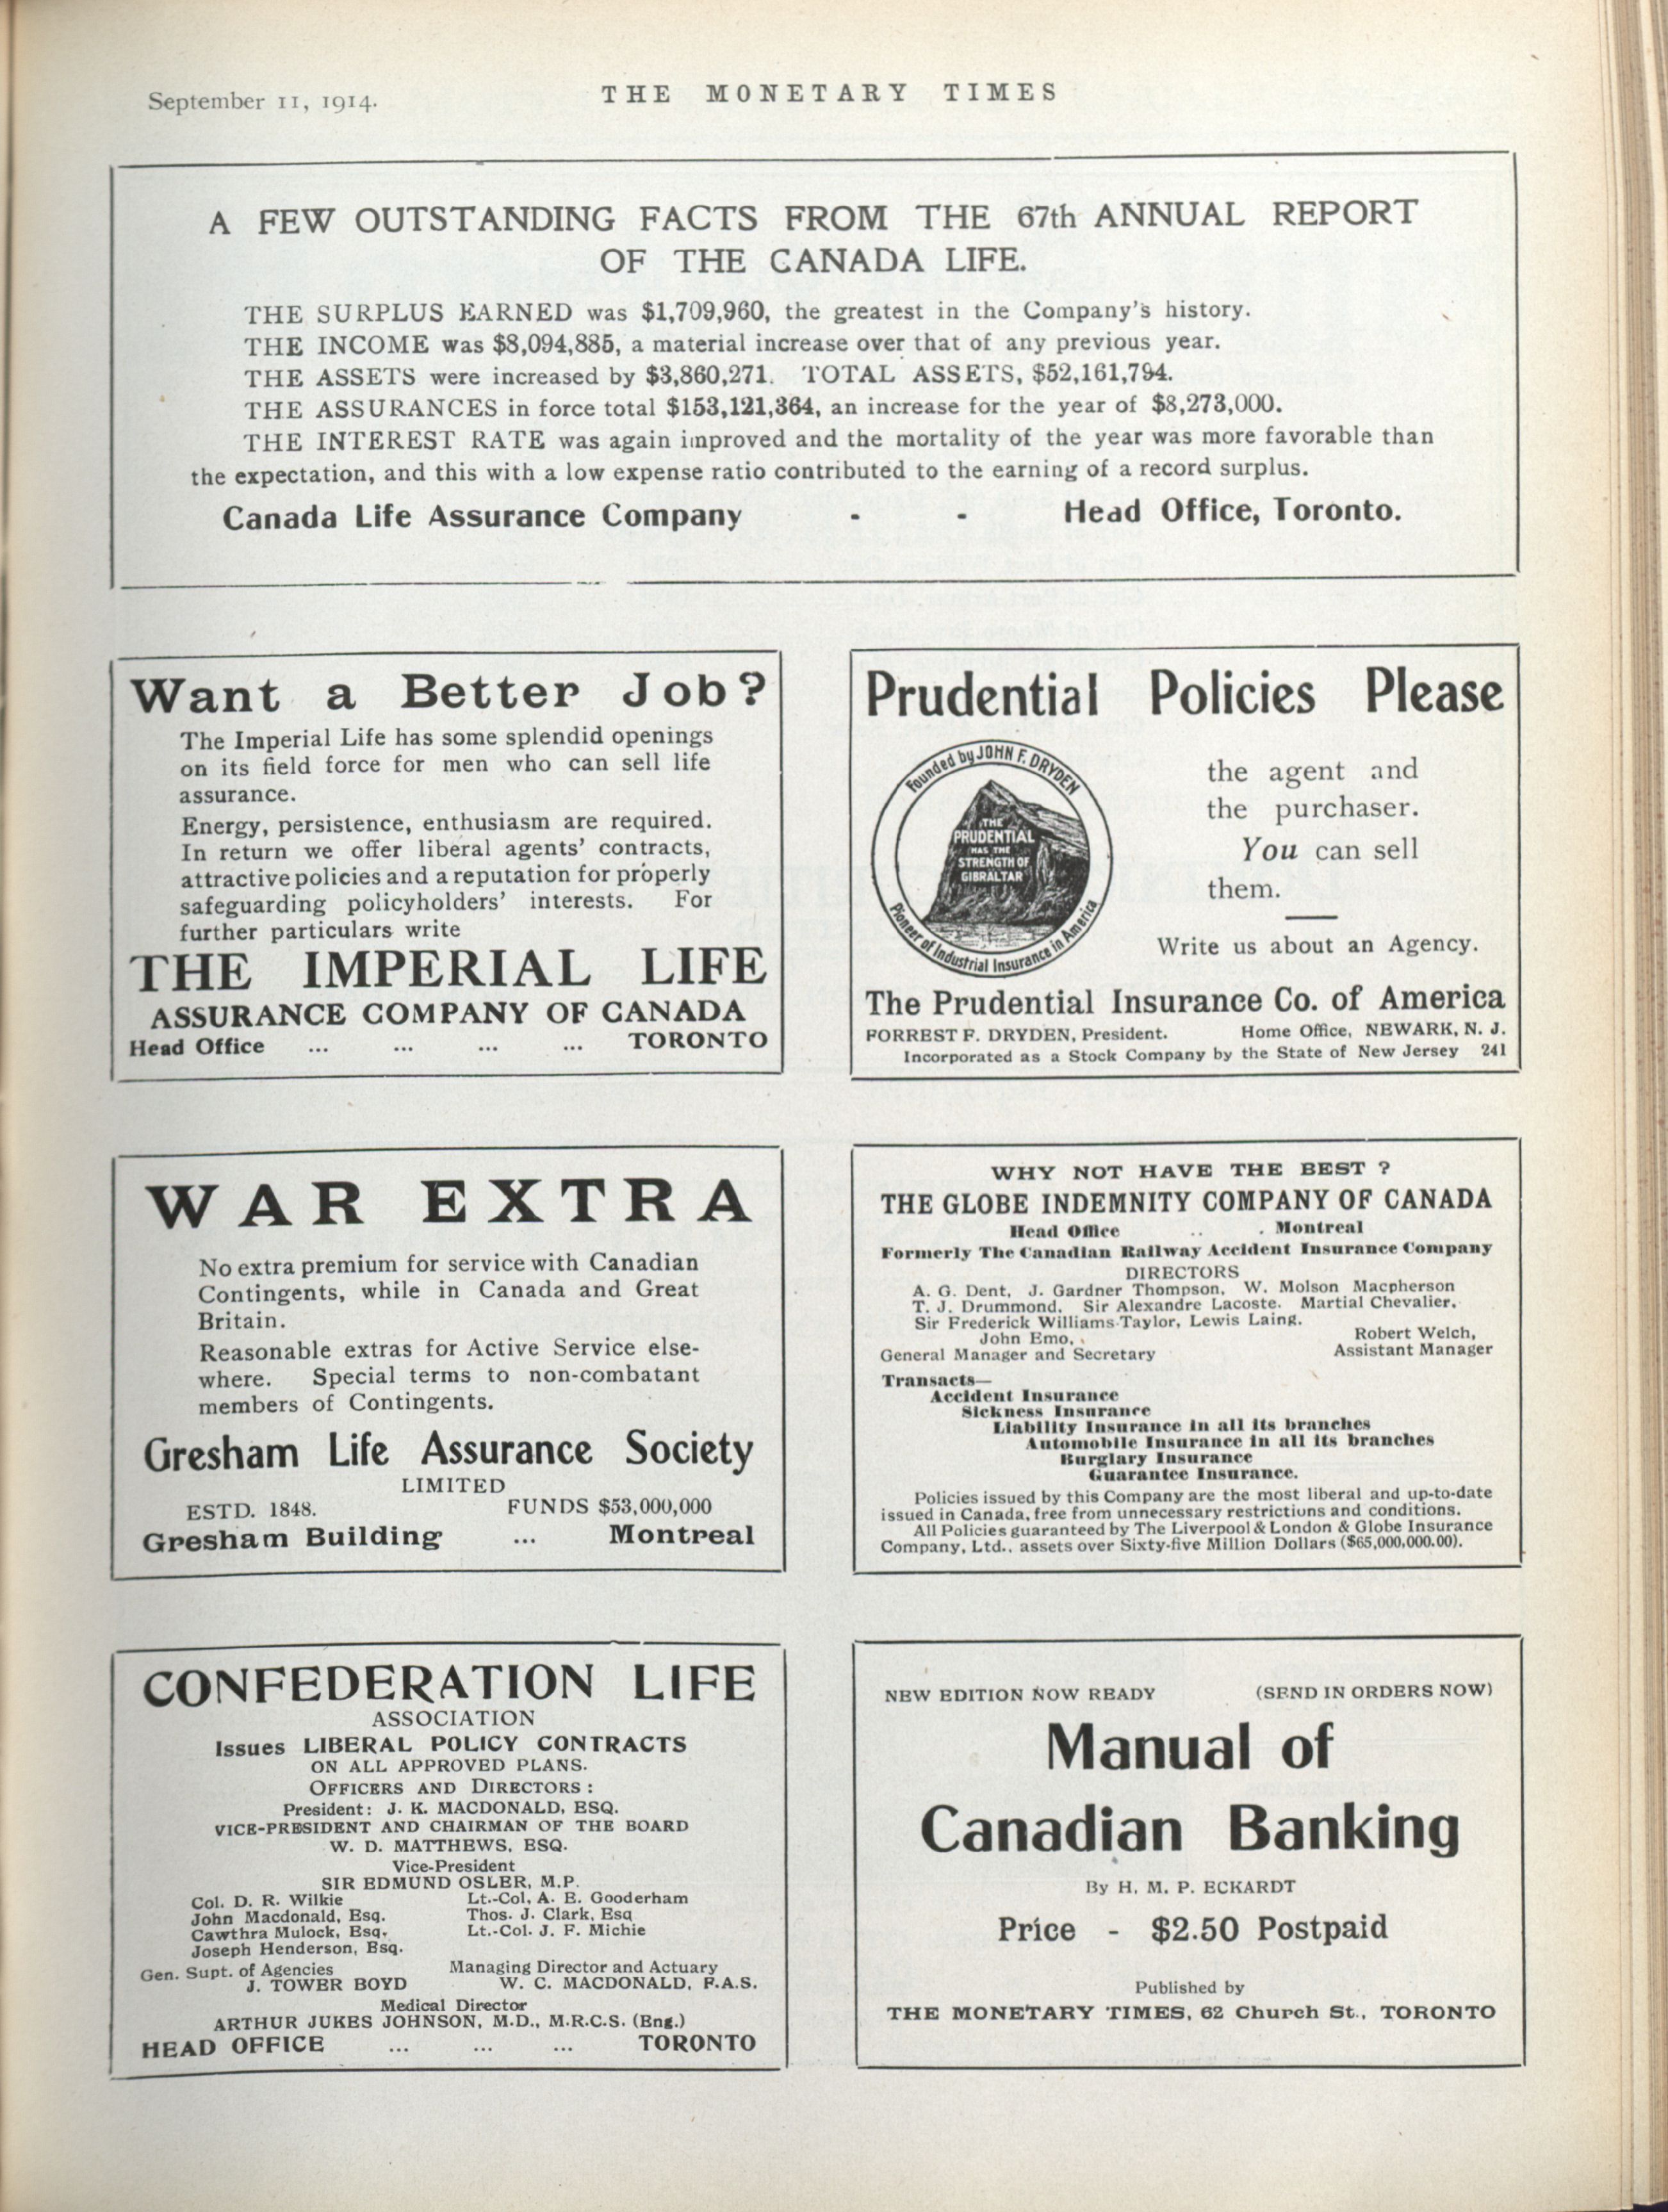 September 11, 1914.
THE MONETARY TIMES
A FEW OUTSTANDING FACTS FROM THE 67th ANNUAL REPORT
OF THE CANADA LIFE.
THE SURPLUS EARNED was $1,709,960, the greatest in the Company's history.
THE INCOME was $8,094,885, a material increase over that of any previous year.
THE ASSETS were increased by $3,860,271. TOTAL ASSETS, $52,161,794.
THE ASSURANCES in force total $153,121,364, an increase for the year of $8,273,000.
THE INTEREST RATE was again improved and the mortality of the year was more favorable than
the expectation, and this with a low expense ratio contributed to the earning of a record surplus.
Canada Life Assurance Company - - Head Office, Toronto.
Want a Better Job?
The Imperial Life has some splendid openings
on its field force for men who can sell life
assurance.
Energy, persistence, enthusiasm are required.
In return we offer liberal agents' contracts,
attractive policies and a reputation for properly
safeguarding policyholders' interests. For
further particulars write
THE IMPERIAL LIFE
ASSURANCE COMPANY OF CANADA
Head Office ... ... ... ... TORONTO
Prudential Policies Please
Founded by JOHN F. DRYDEN
THE
PRUDENTIAL
HAS THE
STRENGTH OF
GIBRALTAR
Pioneer of Industrial Insurance in America
the agent and
the purchaser.
You can sell
them.
Write us about an Agency.
The Prudential Insurance Co. of America
FORREST F. DRYDEN, President. Home Office, NEWARK, N. J.
Incorporated as a Stock Company by the State of New Jersey 241
WAR EXTRA
No extra premium for service with Canadian
Contingents, while in Canada and Great
Britain.
Reasonable extras for Active Service else-
where. Special terms to non-combatant
members of Contingents.
Gresham Life Assurance Society
LIMITED
ESTD. 1848. FUNDS $53,000,000
Gresham Building ... Montreal
WHY NOT HAVE THE BEST ?
THE GLOBE INDEMNITY COMPANY OF CANADA
Head Office .. . Montreal
Formerly The Canadian Railway Accident Insurance Company
DIRECTORS
A. G. Dent, J. Gardner Thompson, W. Molson Macpherson
T. J. Drummond, Sir Alexandre Lacoste. Martial Chevalier,
Sir Frederick Williams-Taylor, Lewis Laing.
John Emo, Robert Welch,
General Manager and Secretary Assistant Manager
Transacts—
Accident Insurance
Sickness Insurance
Liability Insurance in all its branches
Automobile Insurance in all its branches
Burglary Insurance
Guarantee Insurance.
Policies issued by this Company are the most liberal and up-to-date
issued in Canada, free from unnecessary restrictions and conditions.
All Policies guaranteed by The Liverpool & London & Globe Insurance
Company, Ltd., assets over Sixty-five Million Dollars ($65,000,000.00).
CONFEDERATION LIFE
ASSOCIATION
Issues LIBERAL POLICY CONTRACTS
ON ALL APPROVED PLANS.
OFFICERS AND DIRECTORS :
President: J. K. MACDONALD, ESQ.
VICE-PRESIDENT AND CHAIRMAN OF THE BOARD
W. D. MATTHEWS, ESQ.
Vice-President
SIR EDMUND OSLER, M.P.
Col. D. R. Wilkie Lt.-Col. A. E. Gooderham
John Macdonald, Esq. Thos. J. Clark, Esq
Cawthra Mulock, Esq. Lt.-Col. J. F. Michie
Joseph Henderson, Esq.
Gen. Supt. of Agencies Managing Director and Actuary
J. TOWER BOYD W. C. MACDONALD, F.A.S.
Medical Director
ARTHUR JUKES JOHNSON, M.D., M.R.C.S. (Eng.)
HEAD OFFICE ... ... ... TORONTO
NEW EDITION NOW READY (SEND IN ORDERS NOW)
Manual of
Canadian Banking
By H. M. P. ECKARDT
Price - $2.50 Postpaid
Published by
THE MONETARY TIMES, 62 Church St., TORONTO